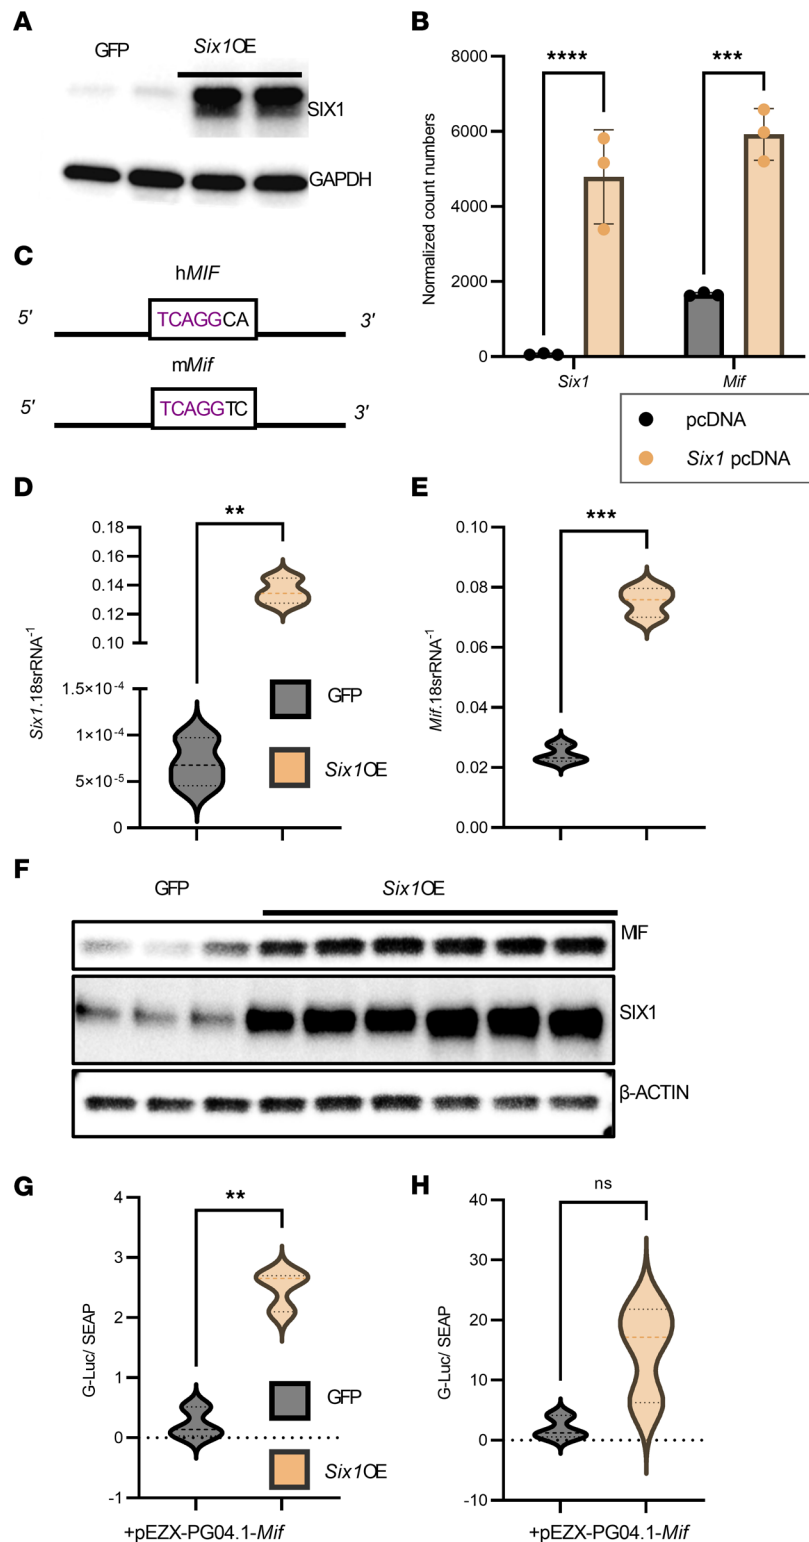 A
GFP
Six1OE
SIX1
GAPDH
B
Normalized count numbers
8000
6000
4000
2000
0
****
***
Six1
Mif
pcDNA
Six1 pcDNA
C
hMIF
5′
TCAGGCA
3′
mMif
5′
TCAGGTC
3′
D
Six1.18srRNA⁻¹
0.18
0.16
0.14
0.12
0.10
1.5×10⁻⁴
1×10⁻⁴
5×10⁻⁵
0
**
GFP
Six1OE
E
Mif.18srRNA⁻¹
0.10
0.08
0.06
0.04
0.02
0.00
***
F
GFP
Six1OE
MIF
SIX1
β-ACTIN
G
G-Luc/ SEAP
4
3
2
1
0
-1
**
GFP
Six1OE
+pEZX-PG04.1-Mif
H
G-Luc/ SEAP
40
30
20
10
0
-10
ns
+pEZX-PG04.1-Mif